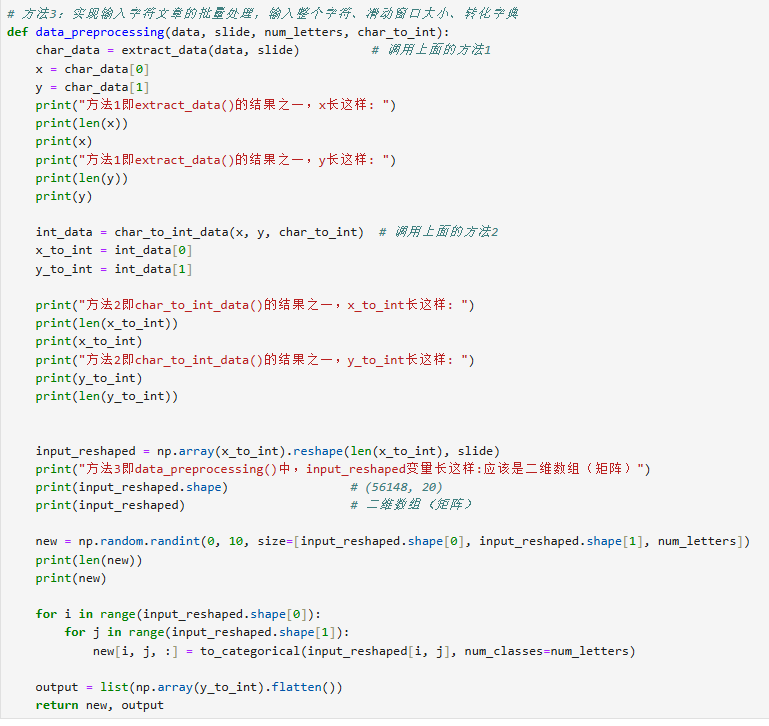 # 方法3: 实现输入字符文章的批量处理, 输入整个字符、滑动窗口大小、转化字典
def data_preprocessing(data, slide, num_letters, char_to_int):
    char_data = extract_data(data, slide)          # 调用上面的方法1
    x = char_data[0]
    y = char_data[1]
    print("方法1即extract_data()的结果之一，x长这样: ")
    print(len(x))
    print(x)
    print("方法1即extract_data()的结果之一，y长这样: ")
    print(len(y))
    print(y)

    int_data = char_to_int_data(x, y, char_to_int)  # 调用上面的方法2
    x_to_int = int_data[0]
    y_to_int = int_data[1]

    print("方法2即char_to_int_data()的结果之一，x_to_int长这样: ")
    print(len(x_to_int))
    print(x_to_int)
    print("方法2即char_to_int_data()的结果之一，y_to_int长这样: ")
    print(y_to_int)
    print(len(y_to_int))


    input_reshaped = np.array(x_to_int).reshape(len(x_to_int), slide)
    print("方法3即data_preprocessing()中，input_reshaped变量长这样:应该是二维数组（矩阵）")
    print(input_reshaped.shape)                # (56148, 20)
    print(input_reshaped)                      # 二维数组（矩阵）

    new = np.random.randint(0, 10, size=[input_reshaped.shape[0], input_reshaped.shape[1], num_letters])
    print(len(new))
    print(new)

    for i in range(input_reshaped.shape[0]):
        for j in range(input_reshaped.shape[1]):
            new[i, j, :] = to_categorical(input_reshaped[i, j], num_classes=num_letters)

    output = list(np.array(y_to_int).flatten())
    return new, output